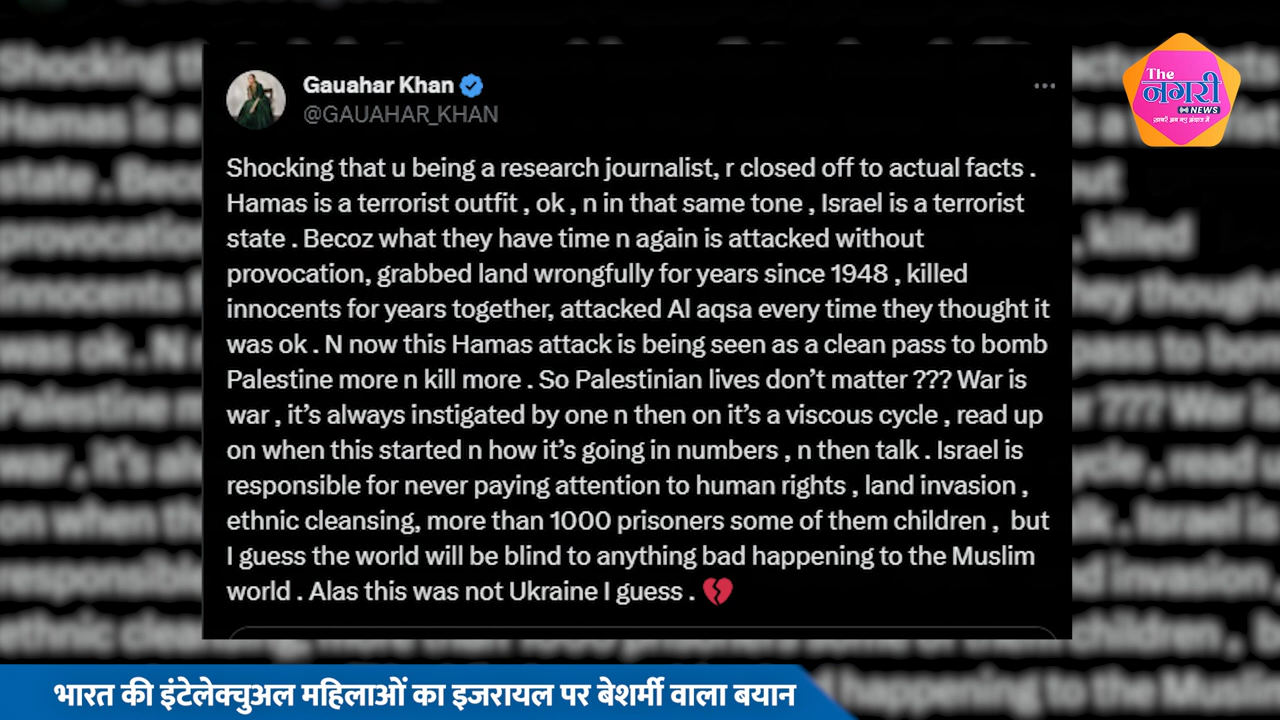 Gauahar Khan
@GAUAHAR_KHAN
Shocking that u being a research journalist, r closed off to actual facts .
Hamas is a terrorist outfit , ok , n in that same tone , Israel is a terrorist
state . Becoz what they have time n again is attacked without
provocation, grabbed land wrongfully for years since 1948 , killed
innocents for years together, attacked Al aqsa every time they thought it
was ok . N now this Hamas attack is being seen as a clean pass to bomb
Palestine more n kill more . So Palestinian lives don’t matter ??? War is
war , it’s always instigated by one n then on it’s a viscous cycle , read up
on when this started n how it’s going in numbers , n then talk . Israel is
responsible for never paying attention to human rights , land invasion ,
ethnic cleansing, more than 1000 prisoners some of them children , but
I guess the world will be blind to anything bad happening to the Muslim
world . Alas this was not Ukraine I guess . 💔
The
नगरी
NEWS
भारत की इंटेलेक्चुअल महिलाओं का इजरायल पर बेशर्मी वाला बयान